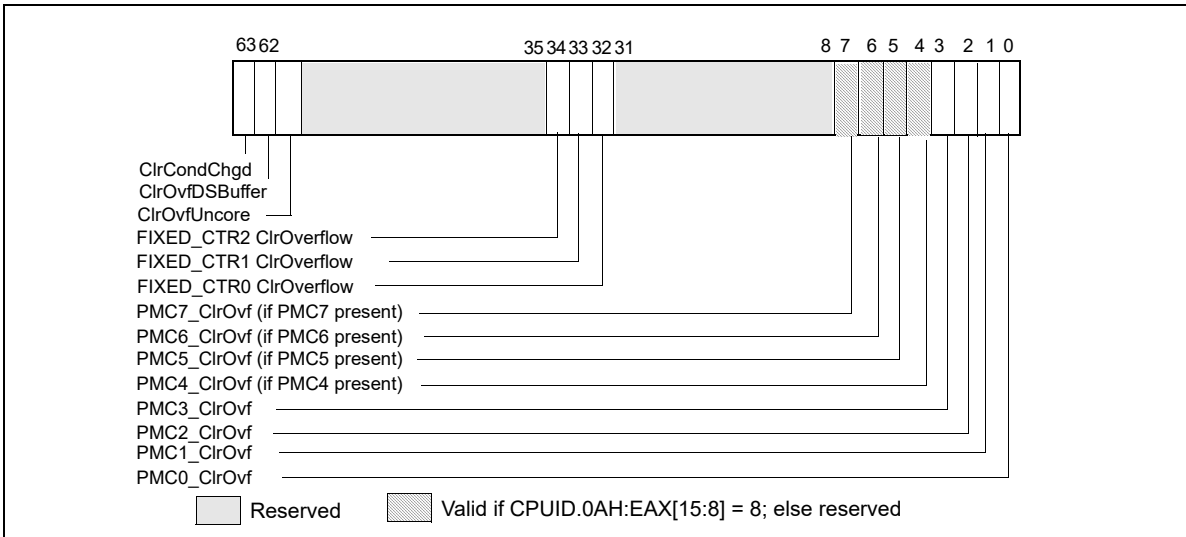 63 62 35 34 33 32 31 8 7 6 5 4 3 2 1 0
ClrCondChgd
ClrOvfDSBuffer
ClrOvfUncore
FIXED_CTR2 ClrOverflow
FIXED_CTR1 ClrOverflow
FIXED_CTR0 ClrOverflow
PMC7_ClrOvf (if PMC7 present)
PMC6_ClrOvf (if PMC6 present)
PMC5_ClrOvf (if PMC5 present)
PMC4_ClrOvf (if PMC4 present)
PMC3_ClrOvf
PMC2_ClrOvf
PMC1_ClrOvf
PMC0_ClrOvf
Reserved Valid if CPUID.0AH:EAX[15:8] = 8; else reserved